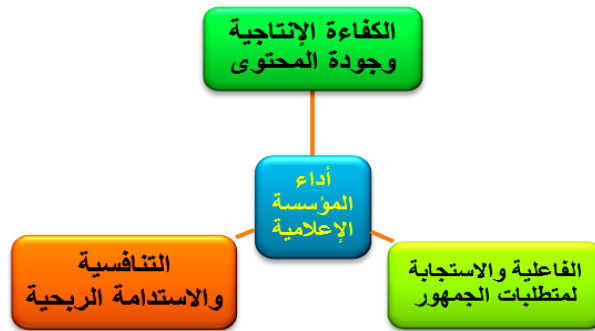 الكفاءة الإنتاجية
وجودة المحتوى
أداء
المؤسسة
الإعلامية
الفاعلية والاستجابة
لمتطلبات الجمهور
التنافسية
والاستدامة الربحية